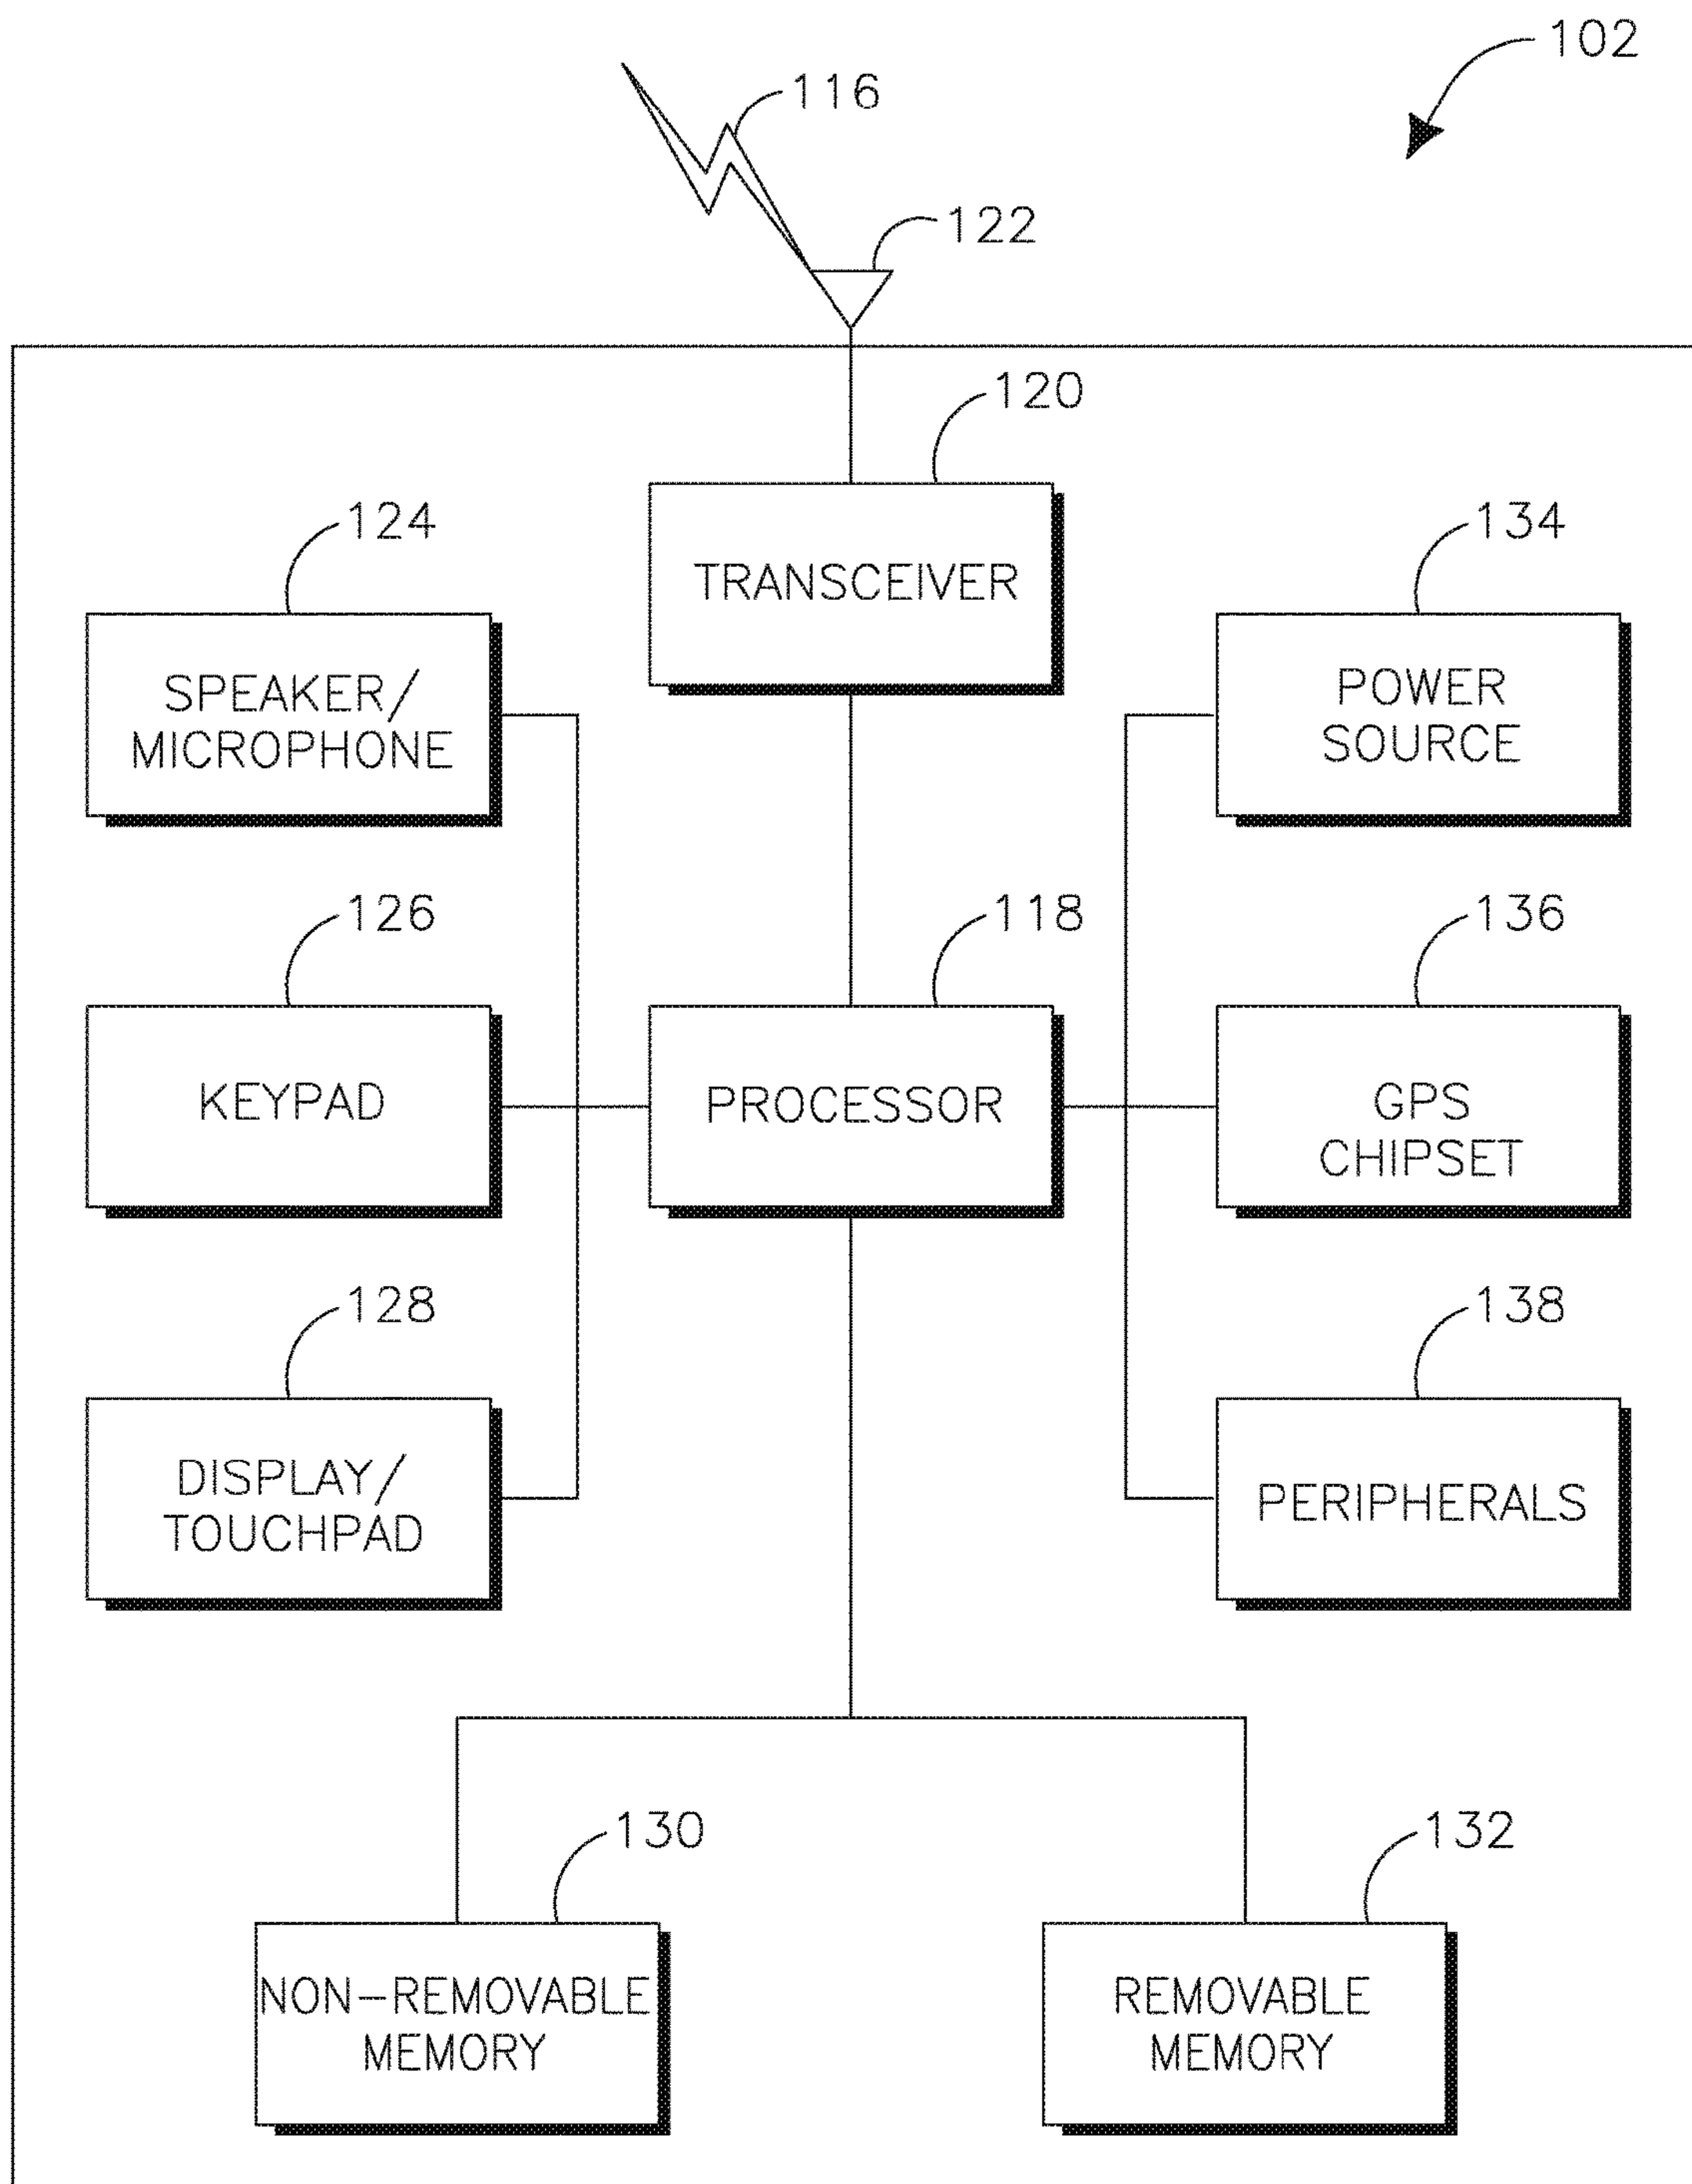 102
116
122
120
TRANSCEIVER
124
SPEAKER/
MICROPHONE
134
POWER
SOURCE
126
KEYPAD
118
PROCESSOR
136
GPS
CHIPSET
128
DISPLAY/
TOUCHPAD
138
PERIPHERALS
130
NON-REMOVABLE
MEMORY
132
REMOVABLE
MEMORY